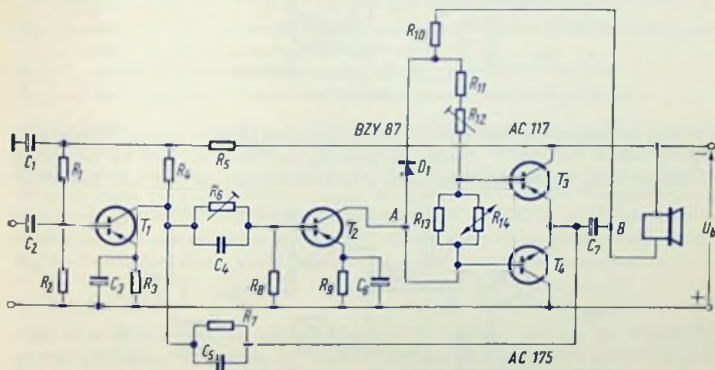 R10
R11
R12
BZY 87
AC 117
C1
R1
R4
R5
D1
T3
−
R6
C2
T1
T2
A
R13
R14
C7
B
Ub
C4
T4
R2
C3
R3
R8
R9
C6
+
R7
C5
AC 175